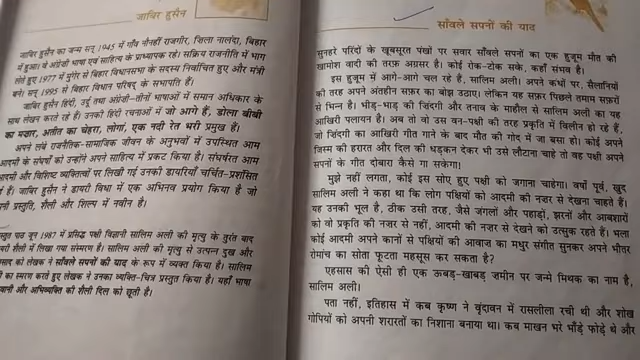 जाबिर हुसैन
जाबिर हुसैन का जन्म सन् 1945 में गाँव नौनहीं राजगीर, ज़िला नालंदा, बिहार
में हुआ। वे अंग्रेज़ी भाषा एवं साहित्य के प्राध्यापक रहे। सक्रिय राजनीति में भाग
लेते हुए 1977 में मुंगेर से बिहार विधानसभा के सदस्य निर्वाचित हुए और मंत्री
बने। सन् 1995 से बिहार विधान परिषद् के सभापति हैं।
जाबिर हुसैन हिंदी, उर्दू तथा अंग्रेज़ी–तीनों भाषाओं में समान अधिकार के
साथ लेखन करते रहे हैं। उनकी हिंदी रचनाओं में जो आगे हैं, डोला बीबी
का मज़ार, अतीत का चेहरा, लोगां, एक नदी रेत भरी प्रमुख हैं।
अपने लंबे राजनैतिक-सामाजिक जीवन के अनुभवों में उपस्थित आम
आदमी के संघर्षों को उन्होंने अपने साहित्य में प्रकट किया है। संघर्षरत आम
आदमी और विशिष्ट व्यक्तित्वों पर लिखी गई उनकी डायरियाँ चर्चित-प्रशंसित
हैं। जाबिर हुसैन ने डायरी विधा में एक अभिनव प्रयोग किया है जो
प्रस्तुति, शैली और शिल्प में नवीन है।
पाठ जून 1987 में प्रसिद्ध पक्षी विज्ञानी सालिम अली की मृत्यु के तुरंत बाद
शैली में लिखा गया संस्मरण है। सालिम अली की मृत्यु से उत्पन्न दुख और
को लेखक ने साँवले सपनों की याद के रूप में व्यक्त किया है। सालिम
का स्मरण करते हुए लेखक ने उनका व्यक्ति-चित्र प्रस्तुत किया है। यहाँ भाषा
और अभिव्यक्ति की शैली दिल को छूती है।
साँवले सपनों की याद
सुनहरे परिंदों के खूबसूरत पंखों पर सवार साँवले सपनों का एक हुजूम मौत की
खामोश वादी की तरफ़ अग्रसर है। कोई रोक-टोक सके, कहाँ संभव है।
इस हुजूम में आगे-आगे चल रहे हैं, सालिम अली। अपने कंधों पर, सैलानियों
की तरह अपने अंतहीन सफ़र का बोझ उठाए। लेकिन यह सफ़र पिछले तमाम सफ़रों
से भिन्न है। भीड़-भाड़ की ज़िंदगी और तनाव के माहौल से सालिम अली का यह
आखिरी पलायन है। अब तो वो उस वन-पक्षी की तरह प्रकृति में विलीन हो रहे हैं,
जो ज़िंदगी का आखिरी गीत गाने के बाद मौत की गोद में जा बसा हो। कोई अपने
जिस्म की हरारत और दिल की धड़कन देकर भी उसे लौटाना चाहे तो वह पक्षी अपने
सपनों के गीत दोबारा कैसे गा सकेगा!
मुझे नहीं लगता, कोई इस सोए हुए पक्षी को जगाना चाहेगा। वर्षों पूर्व, खुद
सालिम अली ने कहा था कि लोग पक्षियों को आदमी की नज़र से देखना चाहते हैं।
यह उनकी भूल है, ठीक उसी तरह, जैसे जंगलों और पहाड़ों, झरनों और आबशारों
को वो प्रकृति की नज़र से नहीं, आदमी की नज़र से देखने को उत्सुक रहते हैं। भला
कोई आदमी अपने कानों से पक्षियों की आवाज़ का मधुर संगीत सुनकर अपने भीतर
रोमांच का सोता फूटता महसूस कर सकता है?
एहसास की ऐसी ही एक ऊबड़-खाबड़ ज़मीन पर जन्मे मिथक का नाम है,
सालिम अली।
पता नहीं, इतिहास में कब कृष्ण ने वृंदावन में रासलीला रची थी और शोख
गोपियों को अपनी शरारतों का निशाना बनाया था। कब माखन भरे भाँड़े फोड़े थे और